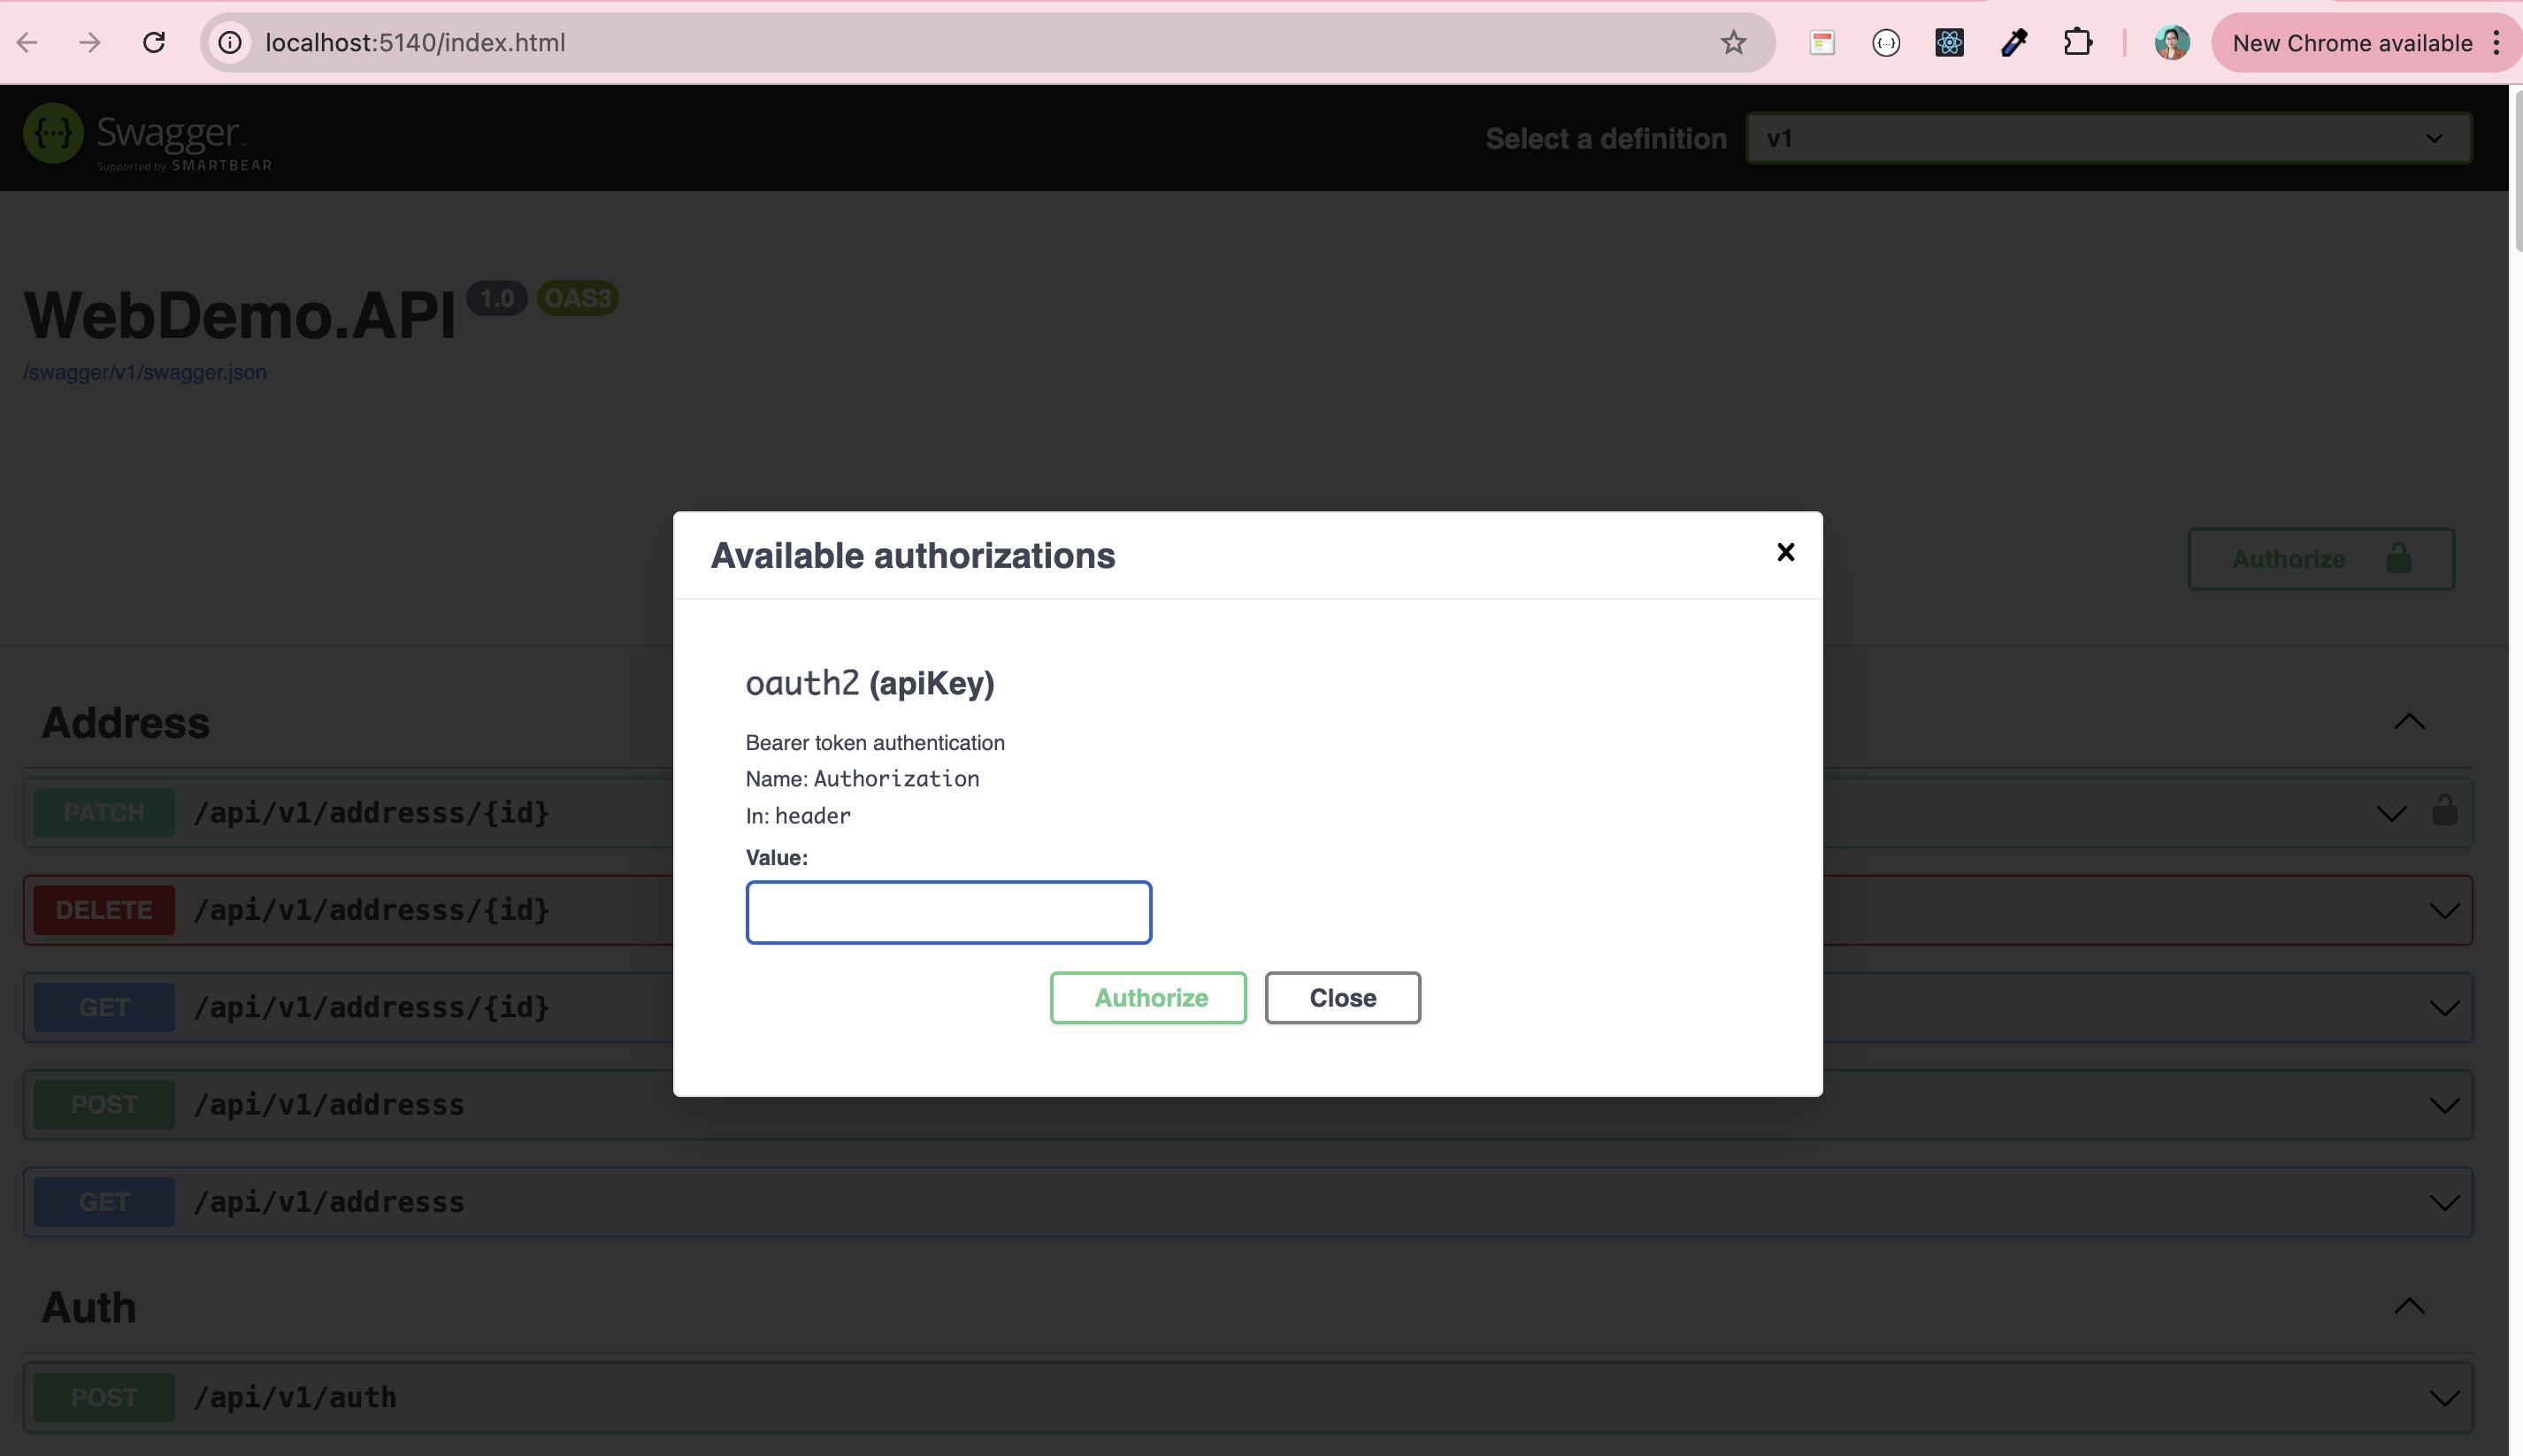 localhost:5140/index.html
New Chrome available
Swagger
Supported by SMARTBEAR
Select a definition
v1
WebDemo.API 1.0 OAS3
/swagger/v1/swagger.json
Authorize
Available authorizations
oauth2 (apiKey)
Bearer token authentication
Name: Authorization
In: header
Value:
Authorize
Close
Address
PATCH /api/v1/addresss/{id}
DELETE /api/v1/addresss/{id}
GET /api/v1/addresss/{id}
POST /api/v1/addresss
GET /api/v1/addresss
Auth
POST /api/v1/auth